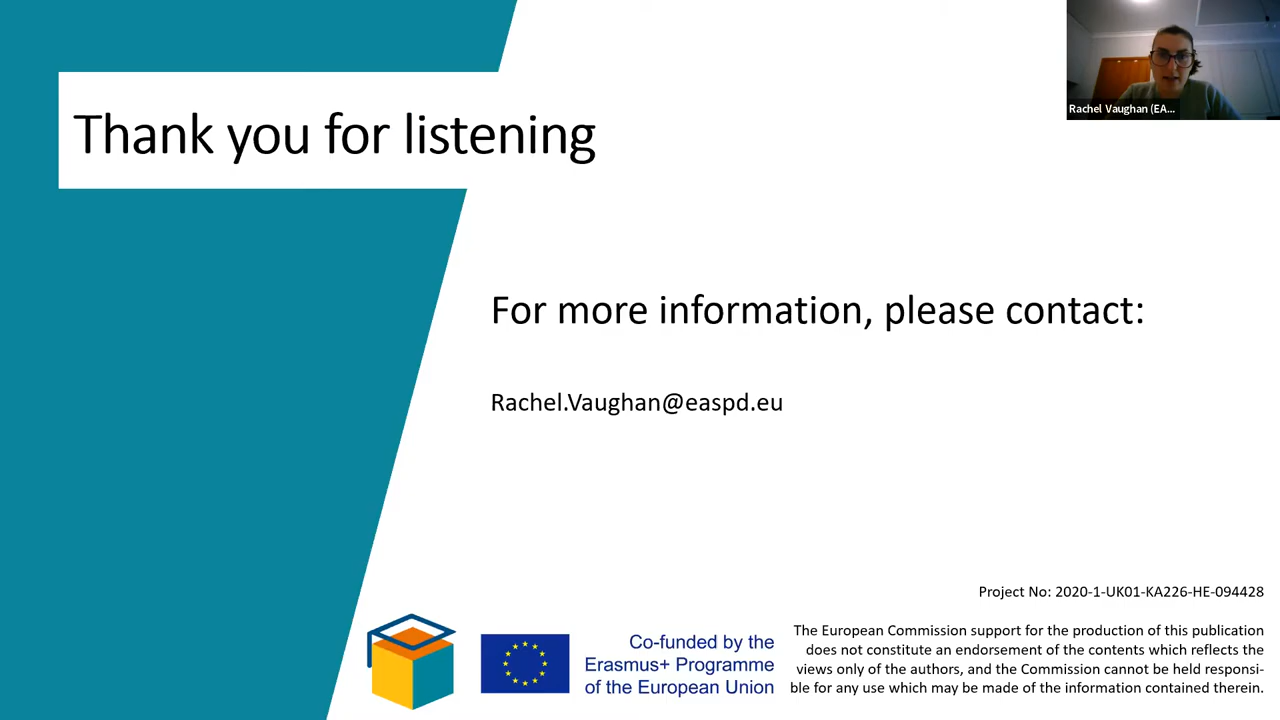 Thank you for listening
Rachel Vaughan (EA...
For more information, please contact:
Rachel.Vaughan@easpd.eu
Project No: 2020-1-UK01-KA226-HE-094428
Co-funded by the
Erasmus+ Programme
of the European Union
The European Commission support for the production of this publication
does not constitute an endorsement of the contents which reflects the
views only of the authors, and the Commission cannot be held responsi-
ble for any use which may be made of the information contained therein.